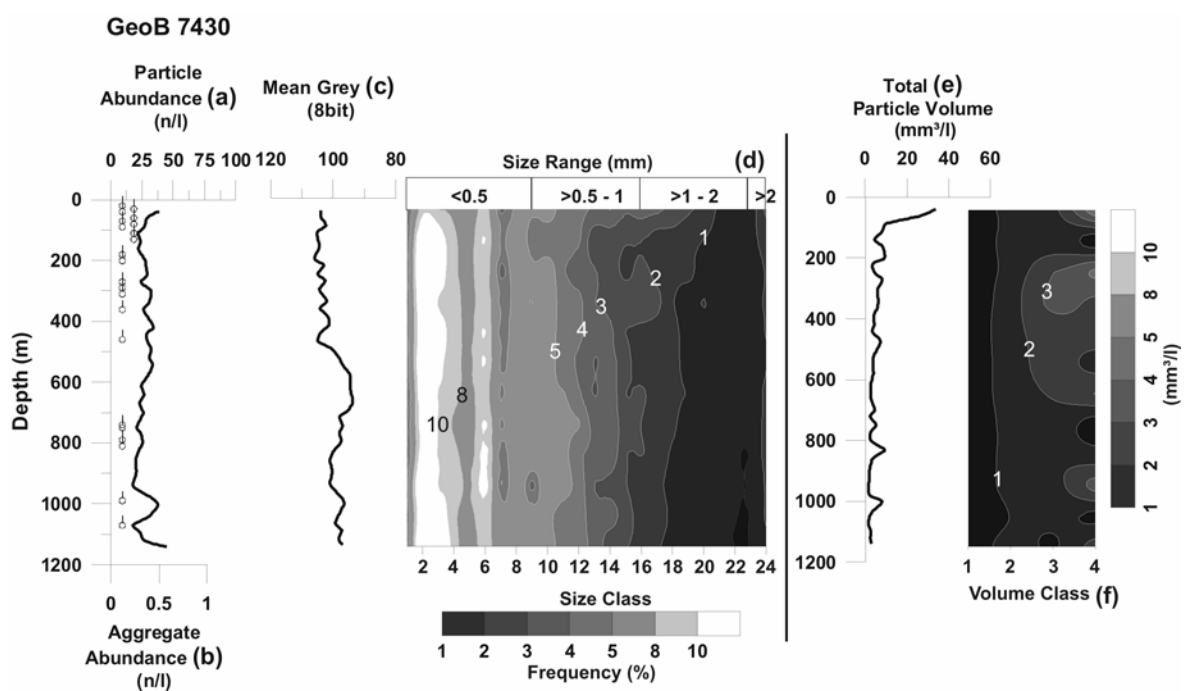 GeoB 7430
Particle
Abundance (a)
(n/l)
0 25 50 75 100
Mean Grey (c)
(8bit)
120 100 80
Size Range (mm)
(d)
<0.5 >0.5 - 1 >1 - 2 >2
Total (e)
Particle Volume
(mm³/l)
0 20 40 60
Depth (m)
0
200
400
600
800
1000
1200
1
2
3
4
5
8
10
2 4 6 8 10 12 14 16 18 20 22 24
Size Class
1 2 3 4 5 8 10
Frequency (%)
0 0.5 1
Aggregate
Abundance (b)
(n/l)
0
200
400
600
800
1000
1200
3
2
1
1 2 3 4
Volume Class (f)
10
8
5
4
3
2
1
(mm³/l)